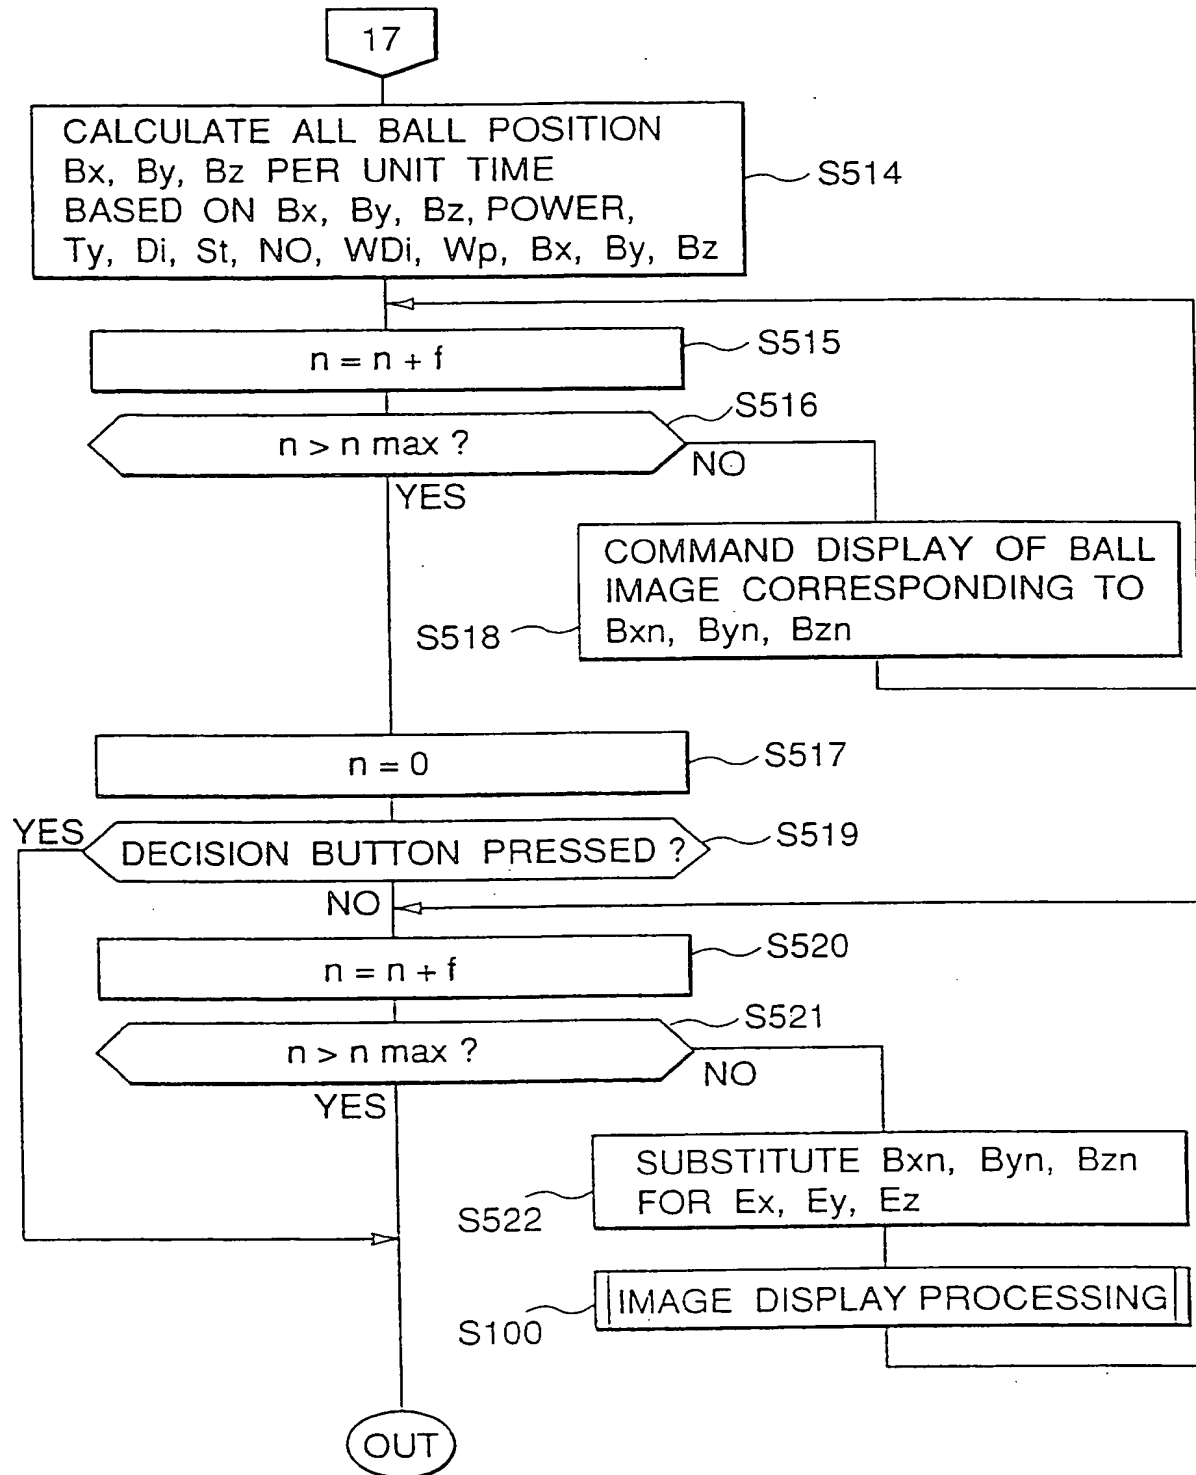 17
CALCULATE ALL BALL POSITION
Bx, By, Bz PER UNIT TIME
BASED ON Bx, By, Bz, POWER,
Ty, Di, St, NO, WDi, Wp, Bx, By, Bz
S514
n = n + f
S515
n > n max ?
S516
NO
YES
COMMAND DISPLAY OF BALL
IMAGE CORRESPONDING TO
Bxn, Byn, Bzn
S518
n = 0
S517
YES
DECISION BUTTON PRESSED ?
S519
NO
n = n + f
S520
n > n max ?
S521
NO
YES
SUBSTITUTE Bxn, Byn, Bzn
FOR Ex, Ey, Ez
S522
IMAGE DISPLAY PROCESSING
S100
OUT